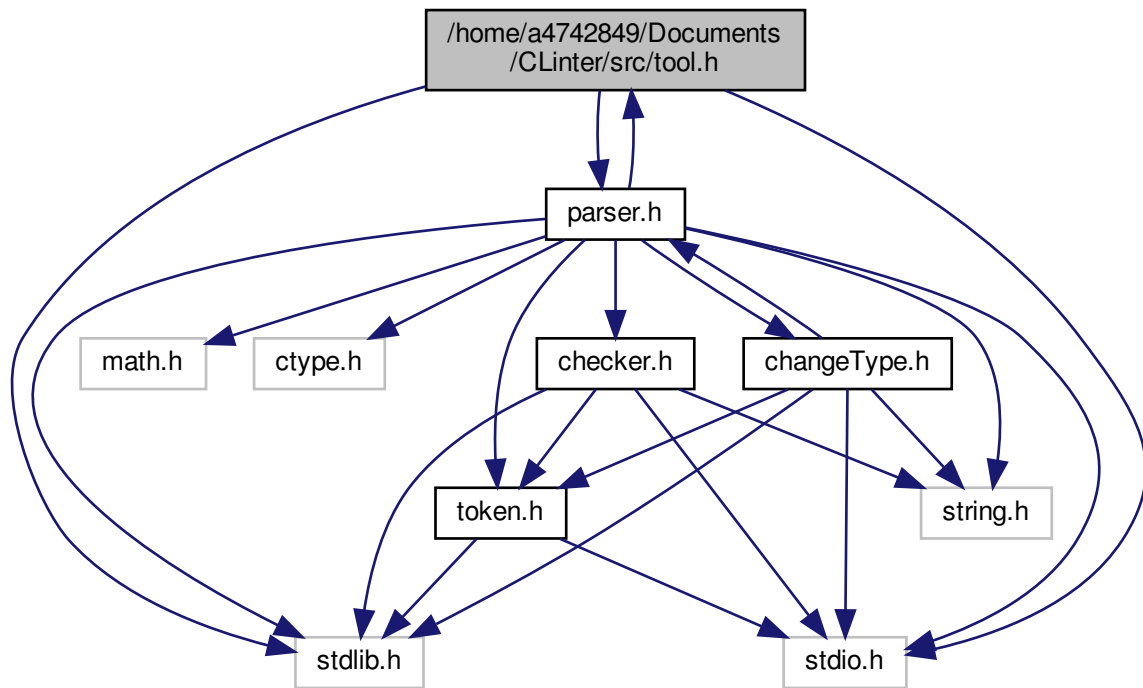 /home/a4742849/Documents
/CLinter/src/tool.h
parser.h
math.h
ctype.h
checker.h
changeType.h
token.h
string.h
stdlib.h
stdio.h